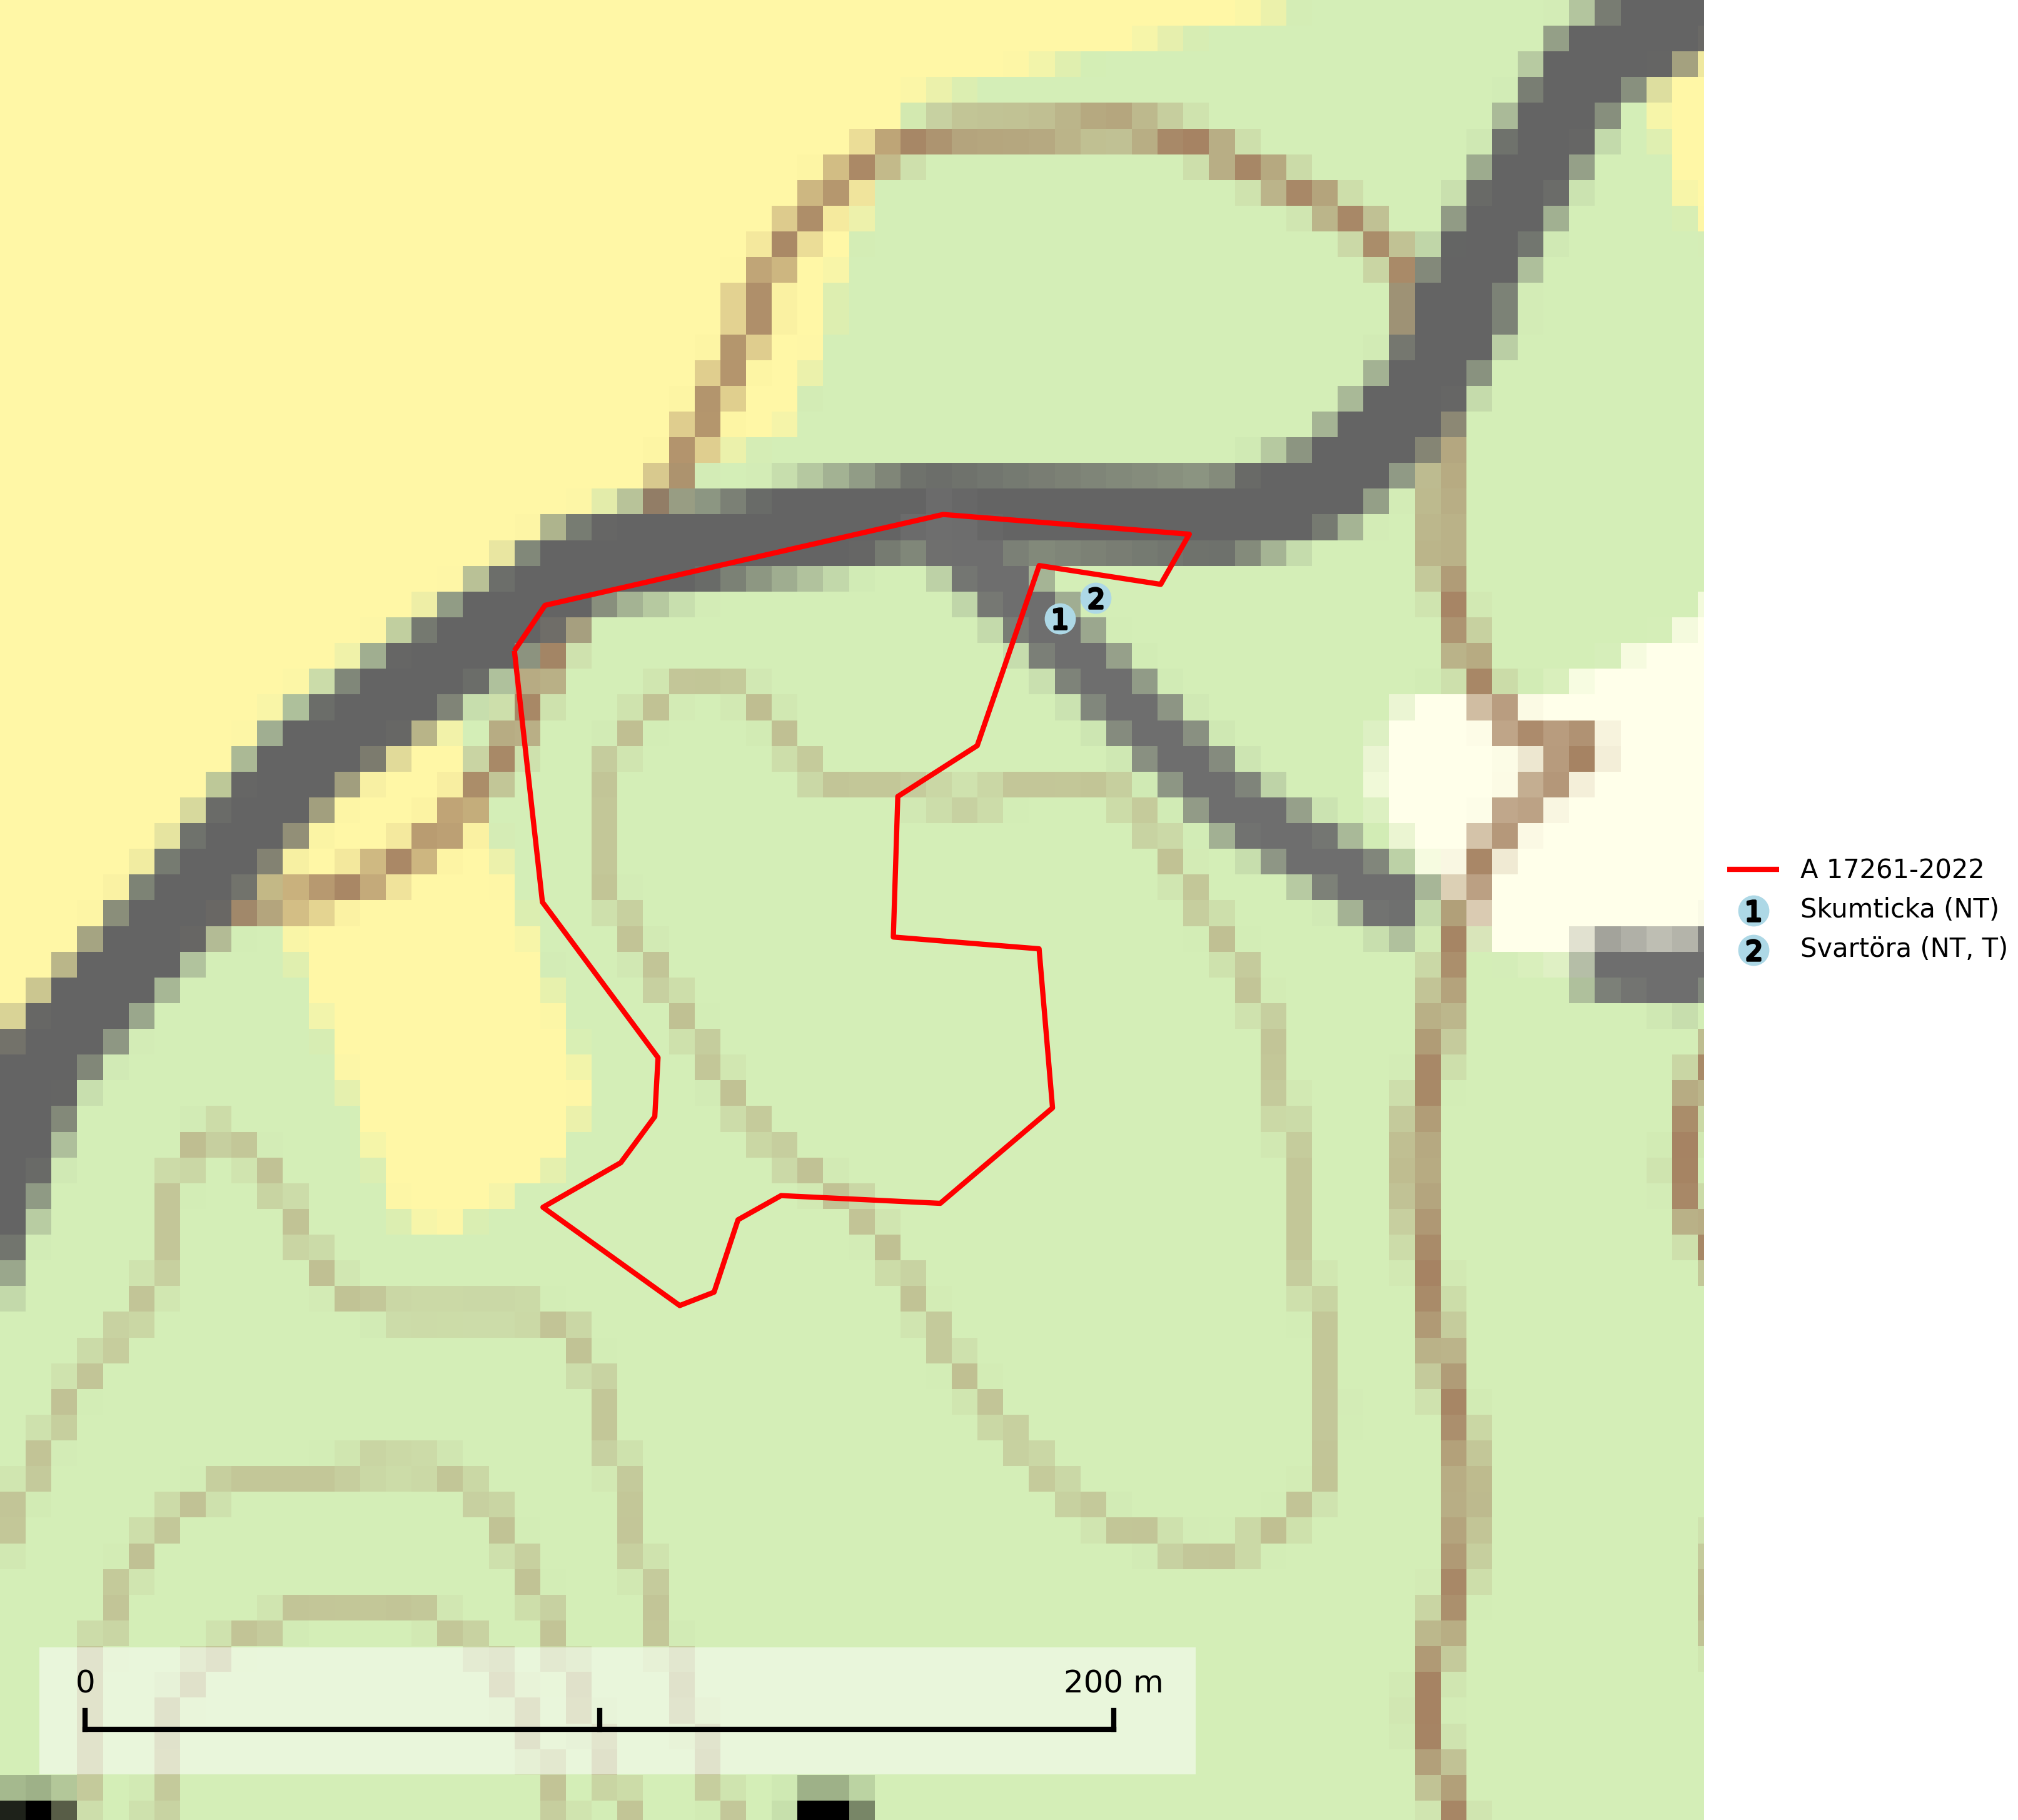 1 2
A 17261-2022
1 Skumticka (NT)
2 Svartöra (NT, T)
0 200 m